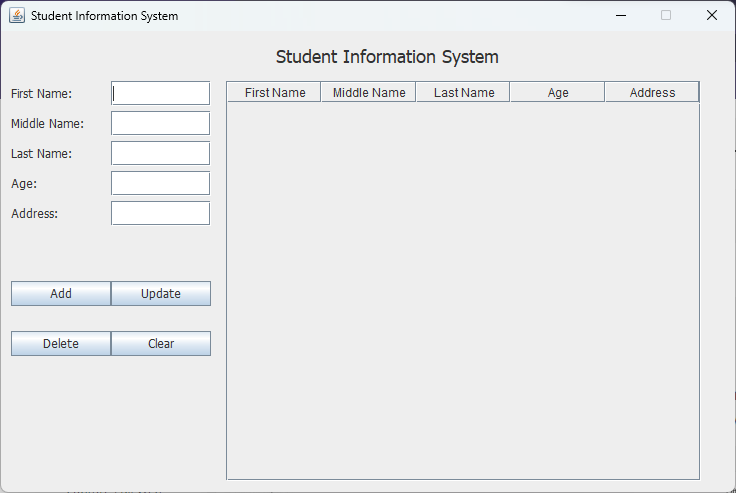 Student Information System
Student Information System
First Name:
Middle Name:
Last Name:
Age:
Address:
First Name Middle Name Last Name Age Address
Add Update
Delete Clear